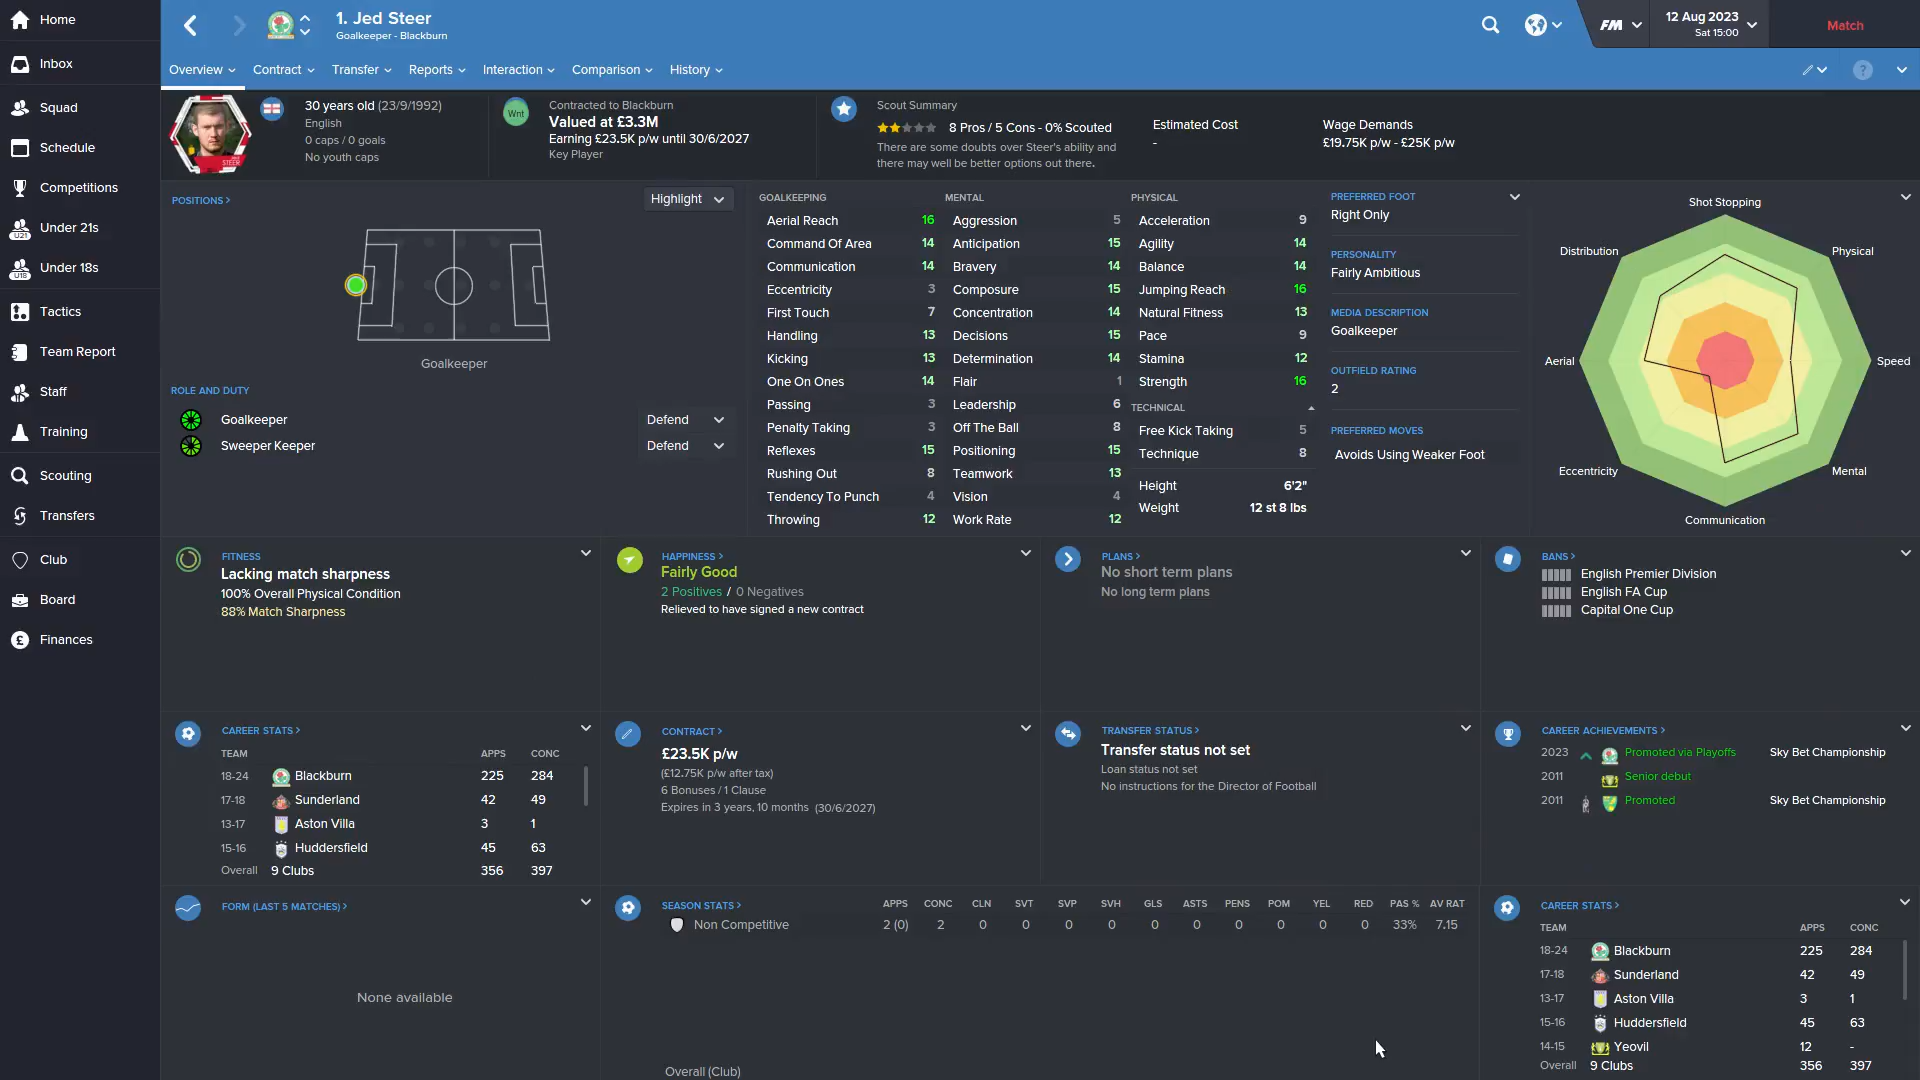 Home
Inbox
Squad
Schedule
Competitions
Under 21s
Under 18s
Tactics
Team Report
Staff
Training
Scouting
Transfers
Club
Board
Finances
1. Jed Steer
Goalkeeper - Blackburn
FM
12 Aug 2023
Sat 15:00
Match
Overview Contract Transfer Reports Interaction Comparison History
30 years old (23/9/1992)
English
0 caps / 0 goals
No youth caps
Wnt
Contracted to Blackburn
Valued at £3.3M
Earning £23.5K p/w until 30/6/2027
Key Player
Scout Summary
8 Pros / 5 Cons - 0% Scouted
There are some doubts over Steer's ability and
there may well be better options out there.
Estimated Cost
-
Wage Demands
£19.75K p/w - £25K p/w
POSITIONS >
Highlight
Goalkeeper
ROLE AND DUTY
Goalkeeper Defend
Sweeper Keeper Defend
GOALKEEPING
Aerial Reach 16
Command Of Area 14
Communication 14
Eccentricity 3
First Touch 7
Handling 13
Kicking 13
One On Ones 14
Passing 3
Penalty Taking 3
Reflexes 15
Rushing Out 8
Tendency To Punch 4
Throwing 12
MENTAL
Aggression 5
Anticipation 15
Bravery 14
Composure 15
Concentration 14
Decisions 15
Determination 14
Flair 1
Leadership 6
Off The Ball 8
Positioning 15
Teamwork 13
Vision 4
Work Rate 12
PHYSICAL
Acceleration 9
Agility 14
Balance 14
Jumping Reach 16
Natural Fitness 13
Pace 9
Stamina 12
Strength 16
TECHNICAL
Free Kick Taking 5
Technique 8
Height 6'2"
Weight 12 st 8 lbs
PREFERRED FOOT
Right Only
PERSONALITY
Fairly Ambitious
MEDIA DESCRIPTION
Goalkeeper
OUTFIELD RATING
2
PREFERRED MOVES
Avoids Using Weaker Foot
Shot Stopping
Distribution
Physical
Aerial
Speed
Eccentricity
Mental
Communication
FITNESS
Lacking match sharpness
100% Overall Physical Condition
88% Match Sharpness
HAPPINESS >
Fairly Good
2 Positives / 0 Negatives
Relieved to have signed a new contract
PLANS >
No short term plans
No long term plans
BANS >
English Premier Division
English FA Cup
Capital One Cup
CAREER STATS >
TEAM APPS CONC
18-24 Blackburn 225 284
17-18 Sunderland 42 49
13-17 Aston Villa 3 1
15-16 Huddersfield 45 63
Overall 9 Clubs 356 397
CONTRACT >
£23.5K p/w
(£12.75K p/w after tax)
6 Bonuses / 1 Clause
Expires in 3 years, 10 months (30/6/2027)
TRANSFER STATUS >
Transfer status not set
Loan status not set
No instructions for the Director of Football
CAREER ACHIEVEMENTS >
2023 Promoted via Playoffs Sky Bet Championship
2011 Senior debut
2011 Promoted Sky Bet Championship
FORM (LAST 5 MATCHES) >
None available
SEASON STATS > APPS CONC CLN SVT SVP SVH GLS ASTS PENS POM YEL RED PAS % AV RAT
Non Competitive 2 (0) 2 0 0 0 0 0 0 0 0 0 0 33% 7.15
Overall (Club)
CAREER STATS >
TEAM APPS CONC
18-24 Blackburn 225 284
17-18 Sunderland 42 49
13-17 Aston Villa 3 1
15-16 Huddersfield 45 63
14-15 Yeovil 12 -
Overall 9 Clubs 356 397